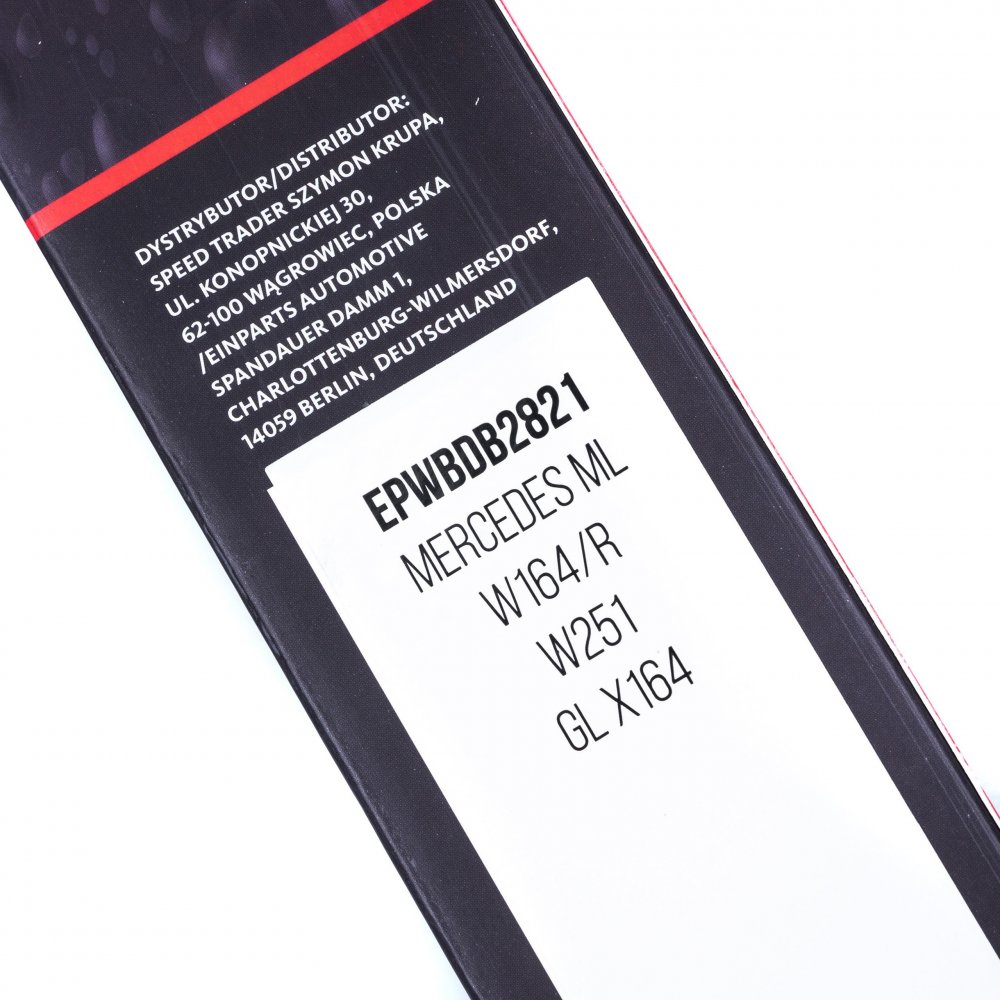 DYSTRYBUTOR/DISTRIBUTOR:
SPEED TRADER SZYMON KRUPA,
UL. KONOPNICKIEJ 30,
62-100 WĄGROWIEC, POLSKA
/EINPARTS AUTOMOTIVE
SPANDAUER DAMM 1,
CHARLOTTENBURG-WILMERSDORF,
14059 BERLIN, DEUTSCHLAND
EPWBDB2821
MERCEDES ML
W164/R
W251
GL X164